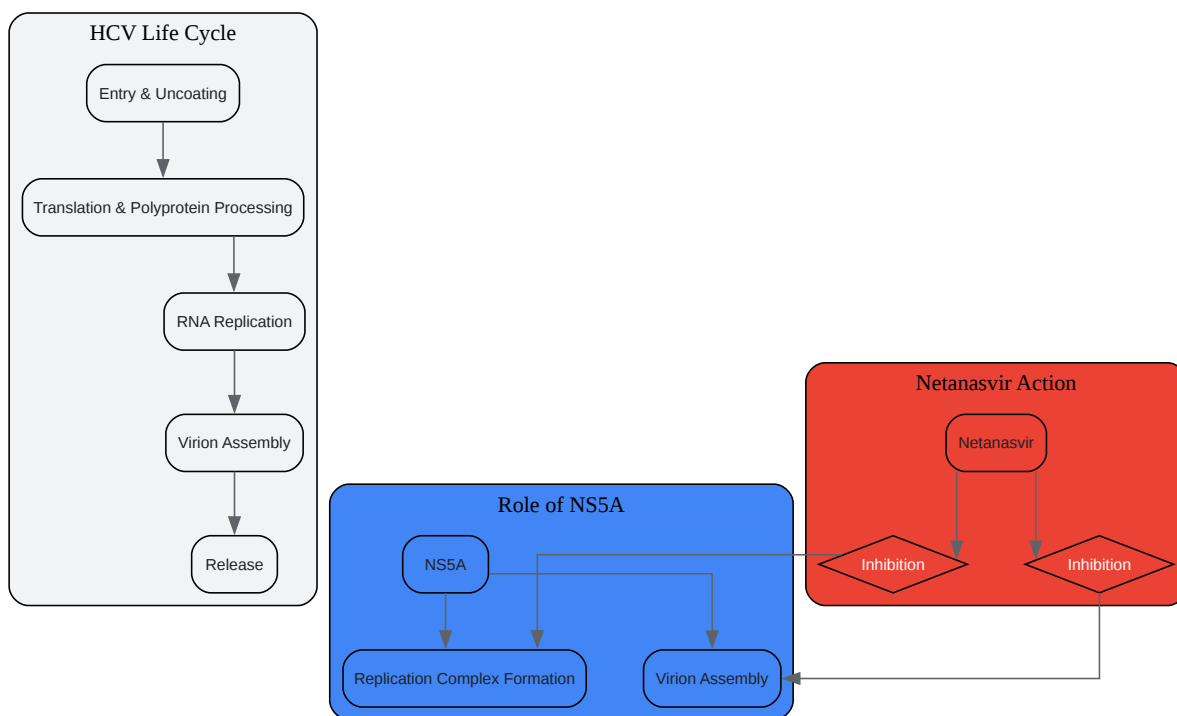 HCV Life Cycle
Entry & Uncoating
Translation & Polyprotein Processing
RNA Replication
Virion Assembly
Release
Role of NS5A
NS5A
Replication Complex Formation
Virion Assembly
Netanasvir Action
Netanasvir
Inhibition
Inhibition